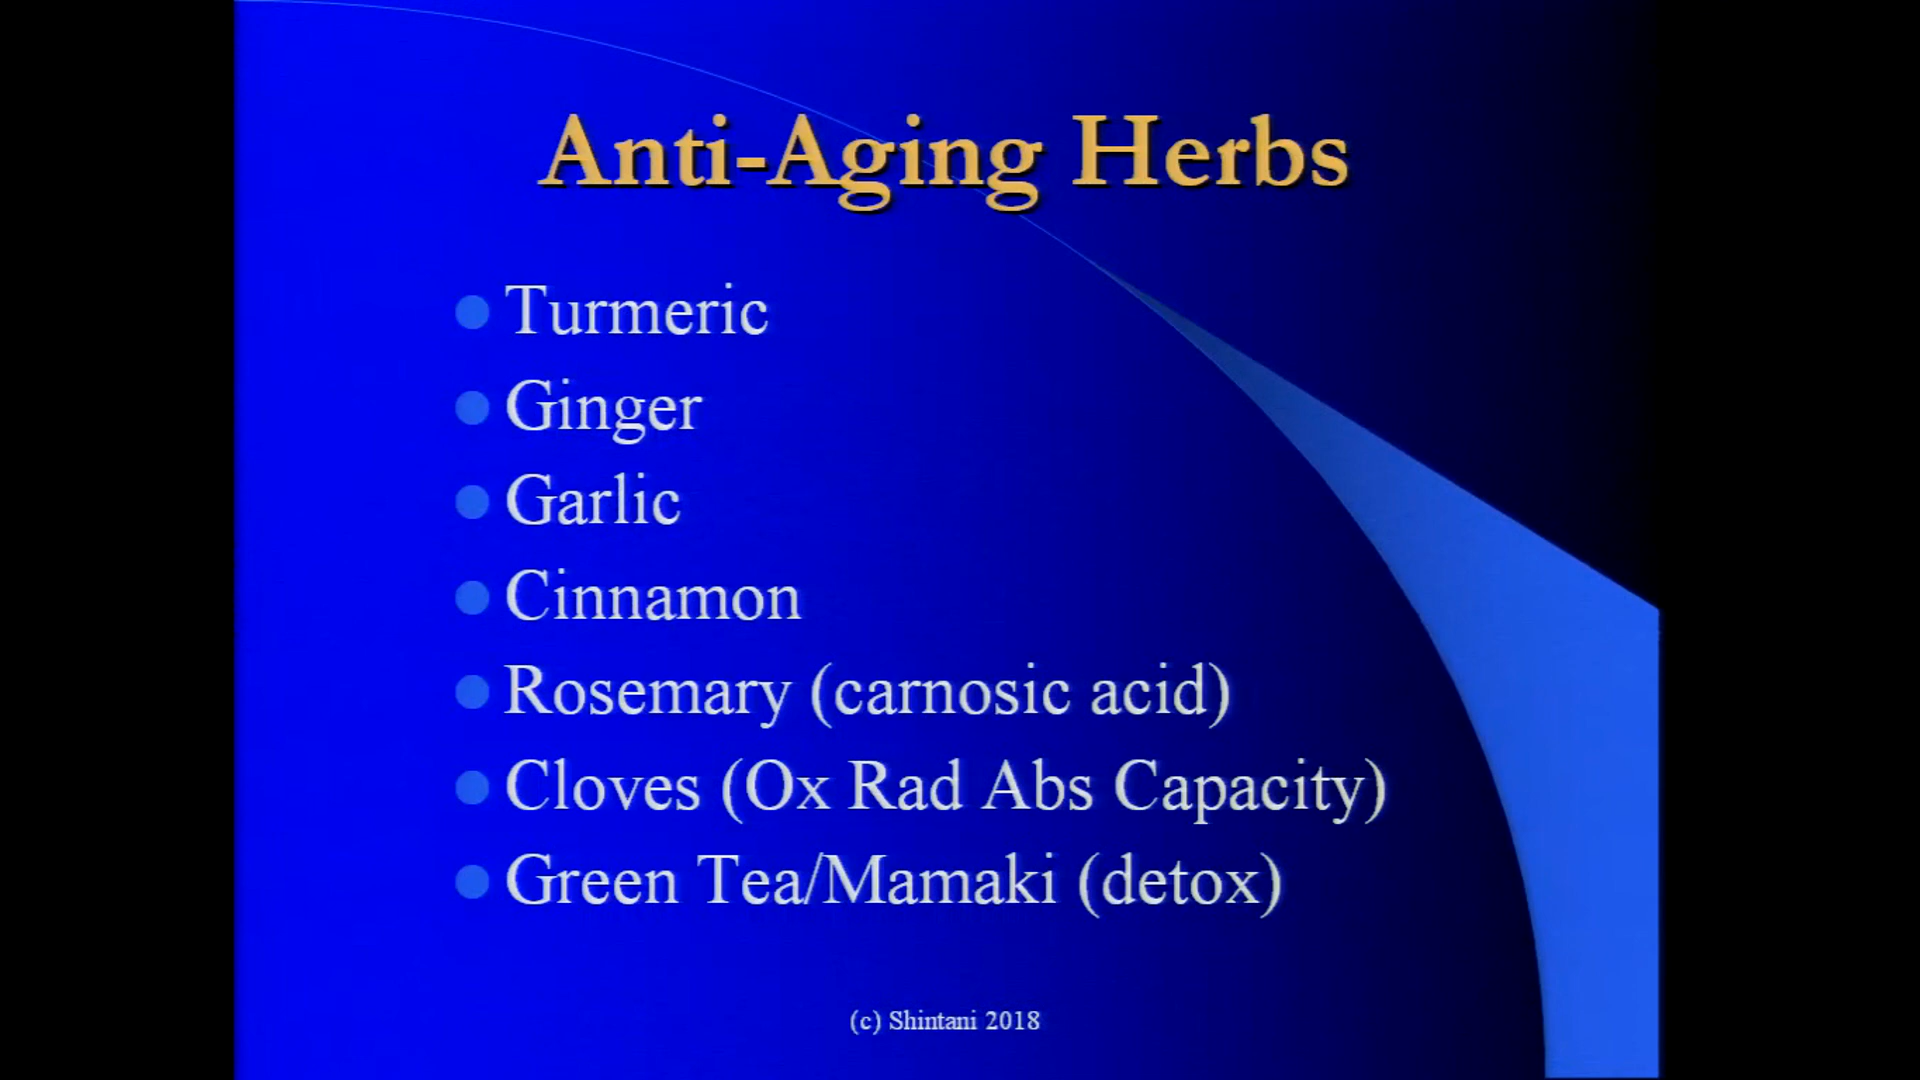 Anti-Aging Herbs
Turmeric
Ginger
Garlic
Cinnamon
Rosemary (carnosic acid)
Cloves (Ox Rad Abs Capacity)
Green Tea/Mamaki (detox)
(c) Shintani 2018